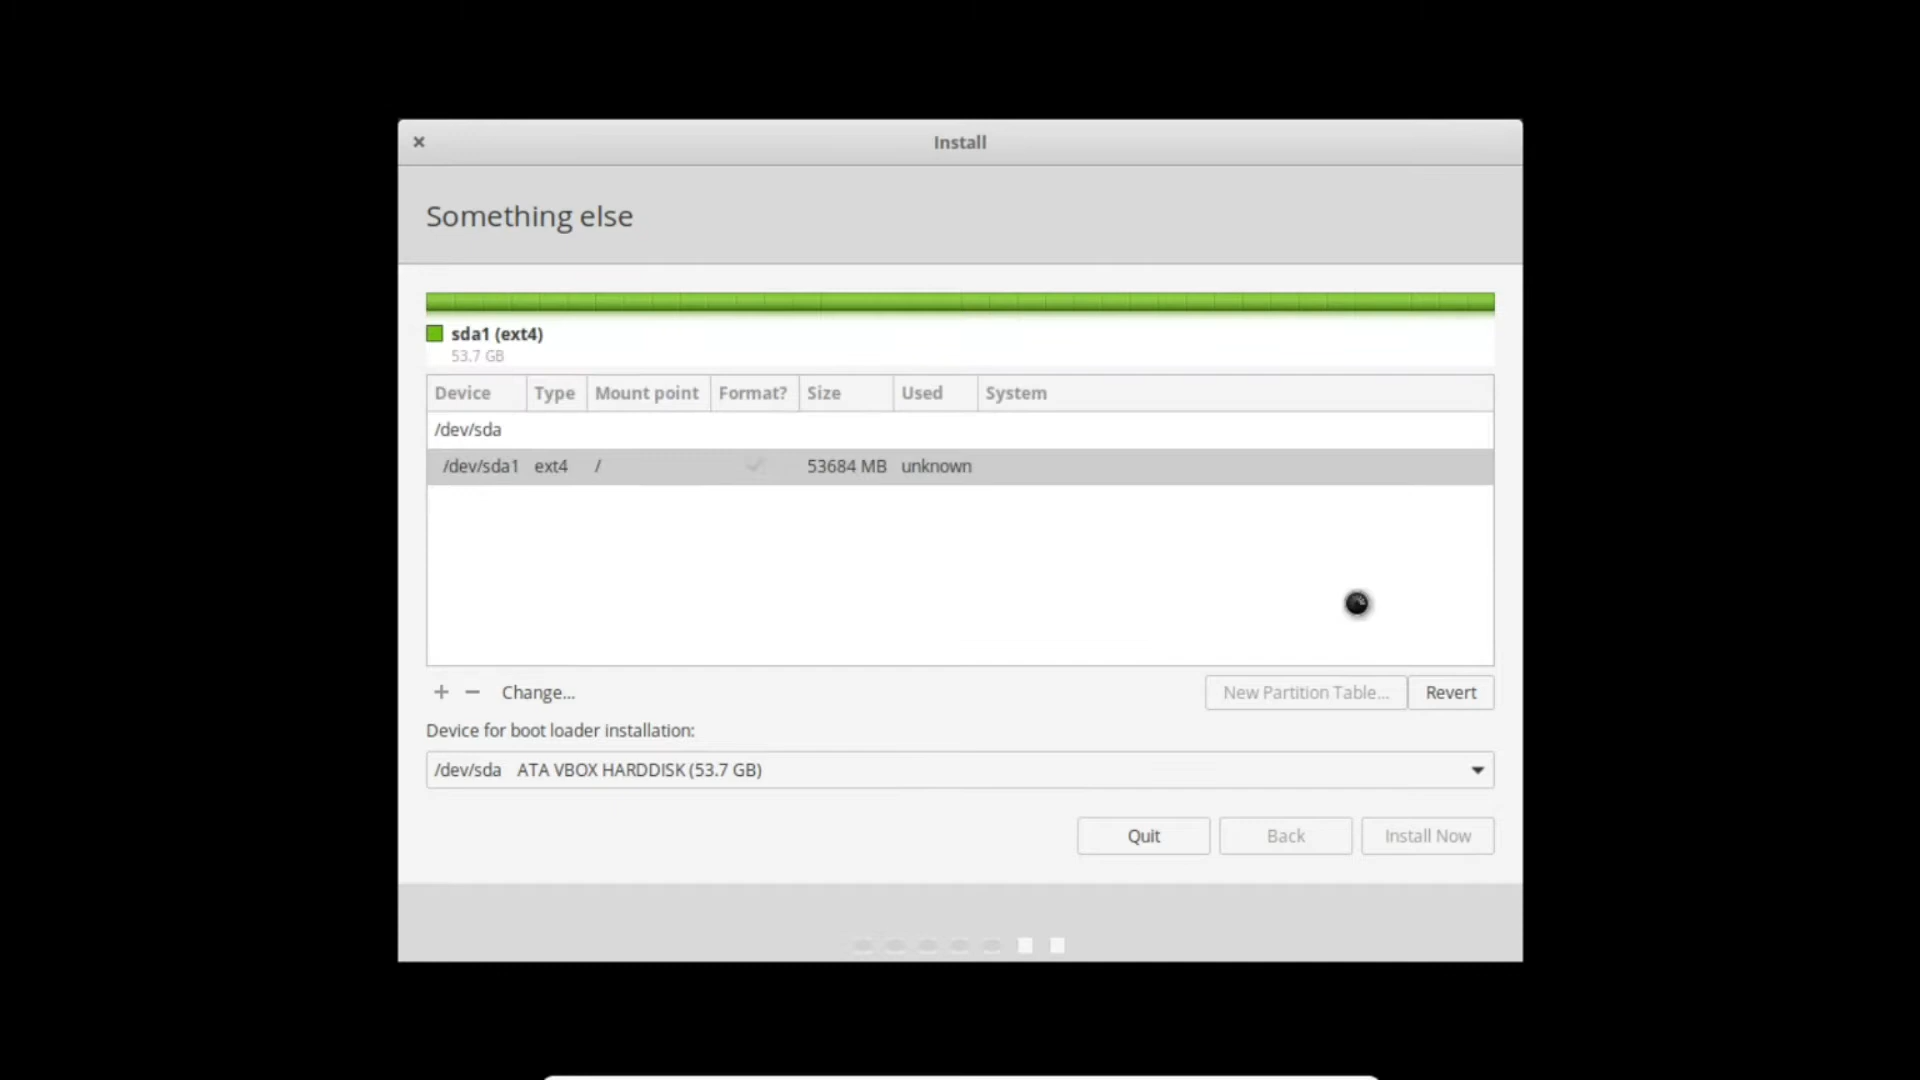 Install
Something else
sda1 (ext4)
53.7 GB
Device Type Mount point Format? Size Used System
/dev/sda
/dev/sda1 ext4 / 53684 MB unknown
+ − Change... New Partition Table... Revert
Device for boot loader installation:
/dev/sda ATA VBOX HARDDISK (53.7 GB)
Quit Back Install Now